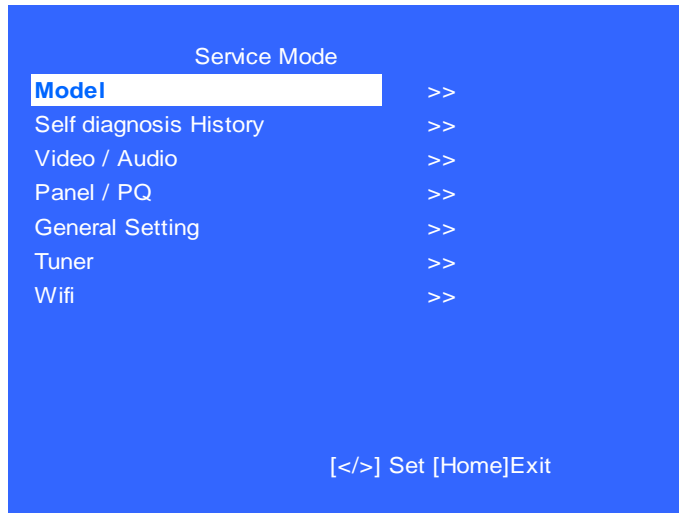 Service Mode
Model >>
Self diagnosis History >>
Video / Audio >>
Panel / PQ >>
General Setting >>
Tuner >>
Wifi >>
[</>] Set [Home]Exit